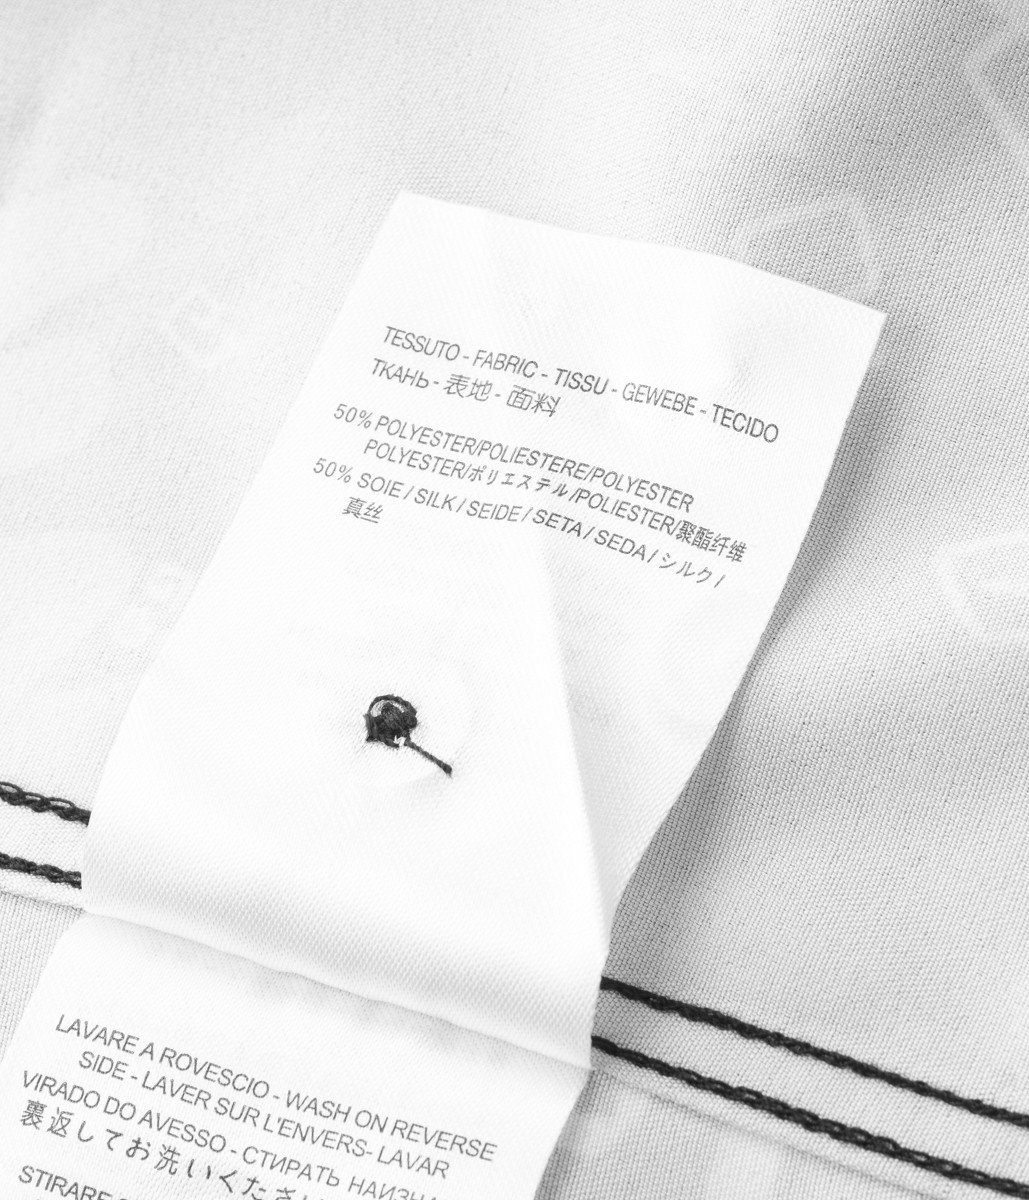 TESSUTO - FABRIC - TISSU - GEWEBE - TECIDO
ТКАНЬ - 表地 - 面料
50% POLYESTER/POLIESTERE/POLYESTER
POLYESTER/ポリエステル/POLIESTER/聚酯纤维
50% SOIE / SILK / SEIDE / SETA / SEDA / シルク /
真丝
LAVARE A ROVESCIO - WASH ON REVERSE
SIDE - LAVER SUR L'ENVERS- LAVAR
VIRADO DO AVESSO - СТИРАТЬ НАИЗНА
裏返してお洗いください
STIRARE